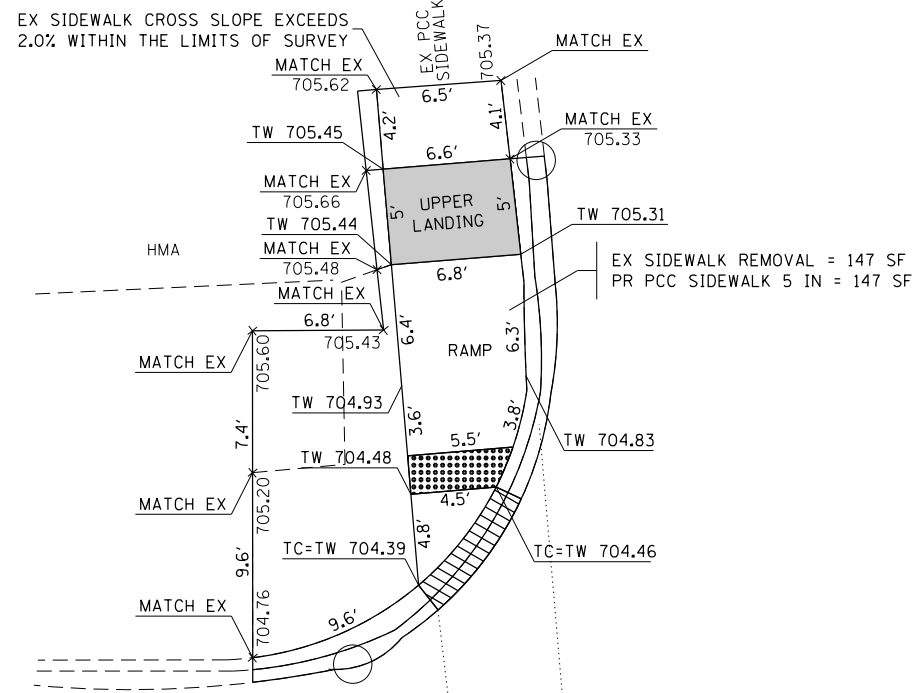 EX SIDEWALK CROSS SLOPE EXCEEDS
2.0% WITHIN THE LIMITS OF SURVEY
EX PCC
SIDEWALK
705.37
MATCH EX
MATCH EX
705.62
6.5'
4.2'
4.1'
MATCH EX
705.33
TW 705.45
6.6'
MATCH EX
705.66
UPPER
LANDING
5'
5'
TW 705.31
TW 705.44
HMA
MATCH EX
705.48
6.8'
EX SIDEWALK REMOVAL = 147 SF
PR PCC SIDEWALK 5 IN = 147 SF
MATCH EX
6.8'
705.43
6.4'
6.3'
RAMP
705.60
MATCH EX
TW 704.93
3.6'
3.8'
7.4'
5.5'
TW 704.83
TW 704.48
4.5'
705.20
MATCH EX
4.8'
TC=TW 704.39
TC=TW 704.46
9.6'
704.76
MATCH EX
9.6'